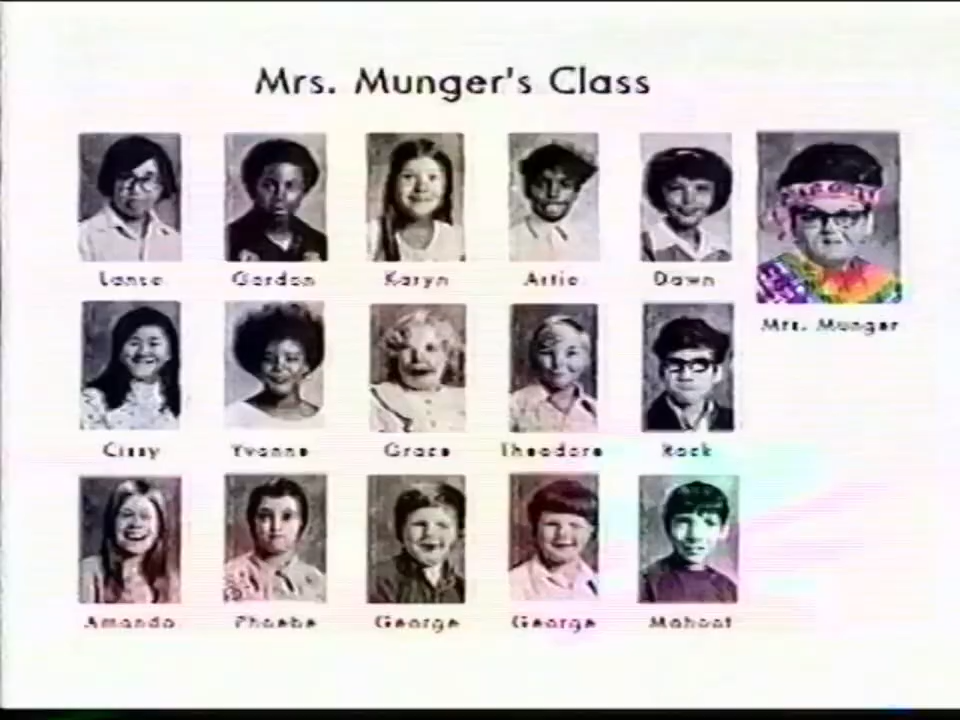 Mrs. Munger's Class
Lance Gordon Karyn Artie Dawn
Mrs. Munger
Cissy Yvonne Grace Theodore Rock
Amanda Phoebe George George Mahoot